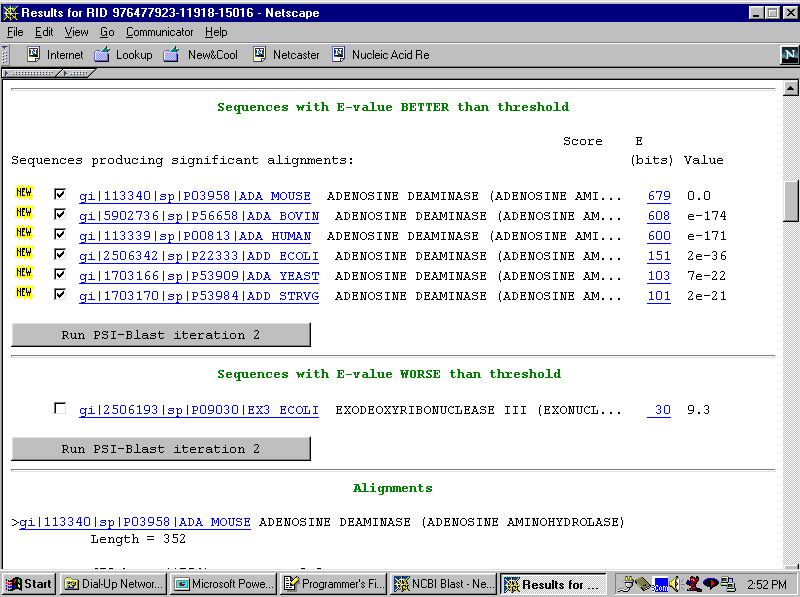 Results for RID 976477923-11918-15016 - Netscape
File Edit View Go Communicator Help
Internet Lookup New&Cool Netcaster Nucleic Acid Re
Sequences with E-value BETTER than threshold
Score E
Sequences producing significant alignments: (bits) Value
NEW gi|113340|sp|P03958|ADA MOUSE ADENOSINE DEAMINASE (ADENOSINE AMI... 679 0.0
NEW gi|5902736|sp|P56658|ADA BOVIN ADENOSINE DEAMINASE (ADENOSINE AM... 608 e-174
NEW gi|113339|sp|P00813|ADA HUMAN ADENOSINE DEAMINASE (ADENOSINE AMI... 600 e-171
NEW gi|2506342|sp|P22333|ADD ECOLI ADENOSINE DEAMINASE (ADENOSINE AM... 151 2e-36
NEW gi|1703166|sp|P53909|ADA YEAST ADENOSINE DEAMINASE (ADENOSINE AM... 103 7e-22
NEW gi|1703170|sp|P53984|ADD STRVG ADENOSINE DEAMINASE (ADENOSINE AM... 101 2e-21
Run PSI-Blast iteration 2
Sequences with E-value WORSE than threshold
gi|2506193|sp|P09030|EX3 ECOLI EXODEOXYRIBONUCLEASE III (EXONUCL... 30 9.3
Run PSI-Blast iteration 2
Alignments
>gi|113340|sp|P03958|ADA MOUSE ADENOSINE DEAMINASE (ADENOSINE AMINOHYDROLASE)
Length = 352
Start Dial-Up Networ... Microsoft Powe... Programmer's Fi... NCBI Blast - Ne... Results for ... 3com 2:52 PM